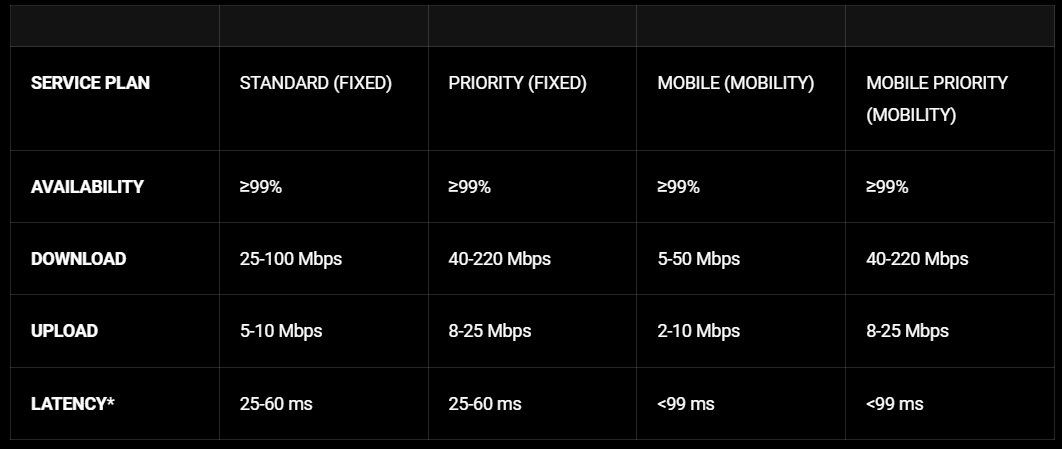 SERVICE PLAN STANDARD (FIXED) PRIORITY (FIXED) MOBILE (MOBILITY) MOBILE PRIORITY
(MOBILITY)
AVAILABILITY ≥99% ≥99% ≥99% ≥99%
DOWNLOAD 25-100 Mbps 40-220 Mbps 5-50 Mbps 40-220 Mbps
UPLOAD 5-10 Mbps 8-25 Mbps 2-10 Mbps 8-25 Mbps
LATENCY* 25-60 ms 25-60 ms <99 ms <99 ms